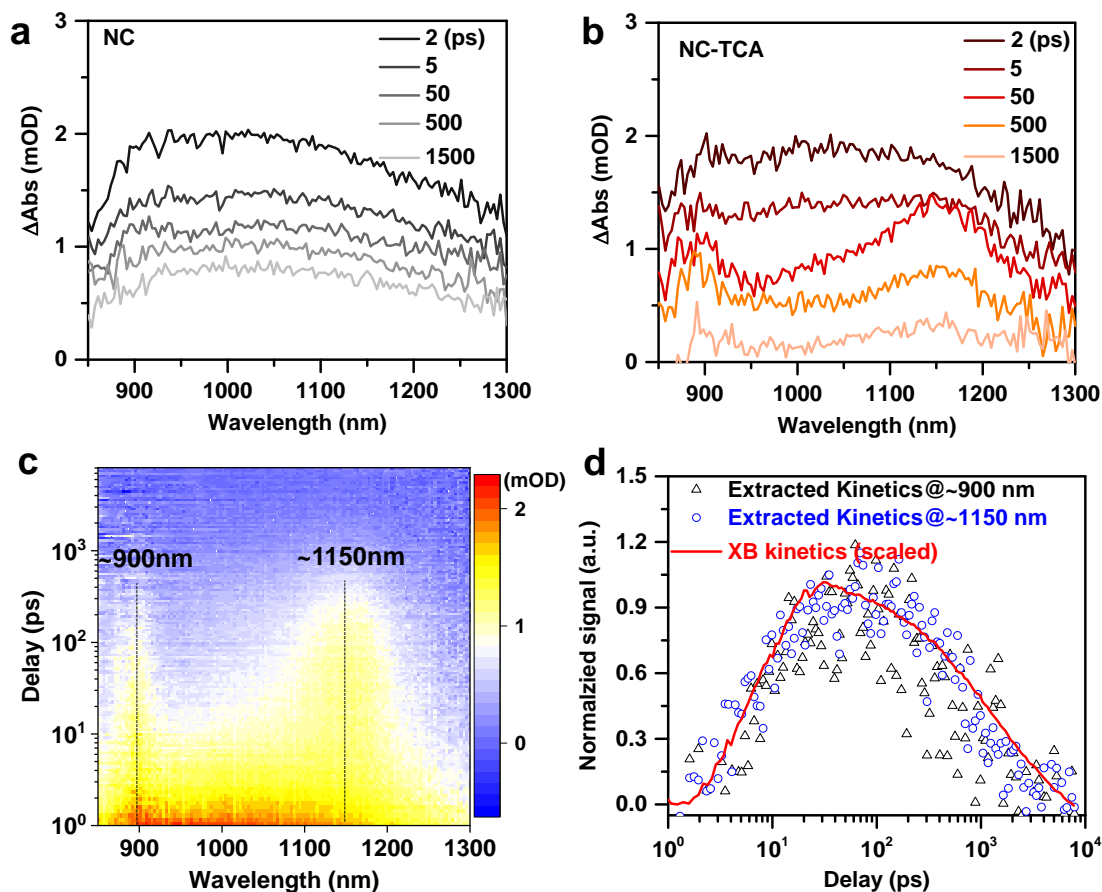 a
NC
2 (ps)
5
50
500
1500
3
2
1
0
ΔAbs (mOD)
900 1000 1100 1200 1300
Wavelength (nm)
b
NC-TCA
2 (ps)
5
50
500
1500
3
2
1
0
ΔAbs (mOD)
900 1000 1100 1200 1300
Wavelength (nm)
c
(mOD)
2
1
0
~900nm
~1150nm
10³
10²
10¹
10⁰
Delay (ps)
900 1000 1100 1200 1300
Wavelength (nm)
d
Extracted Kinetics@~900 nm
Extracted Kinetics@~1150 nm
XB kinetics (scaled)
1.5
1.2
0.9
0.6
0.3
0.0
Normalzied signal (a.u.)
10⁰ 10¹ 10² 10³ 10⁴
Delay (ps)